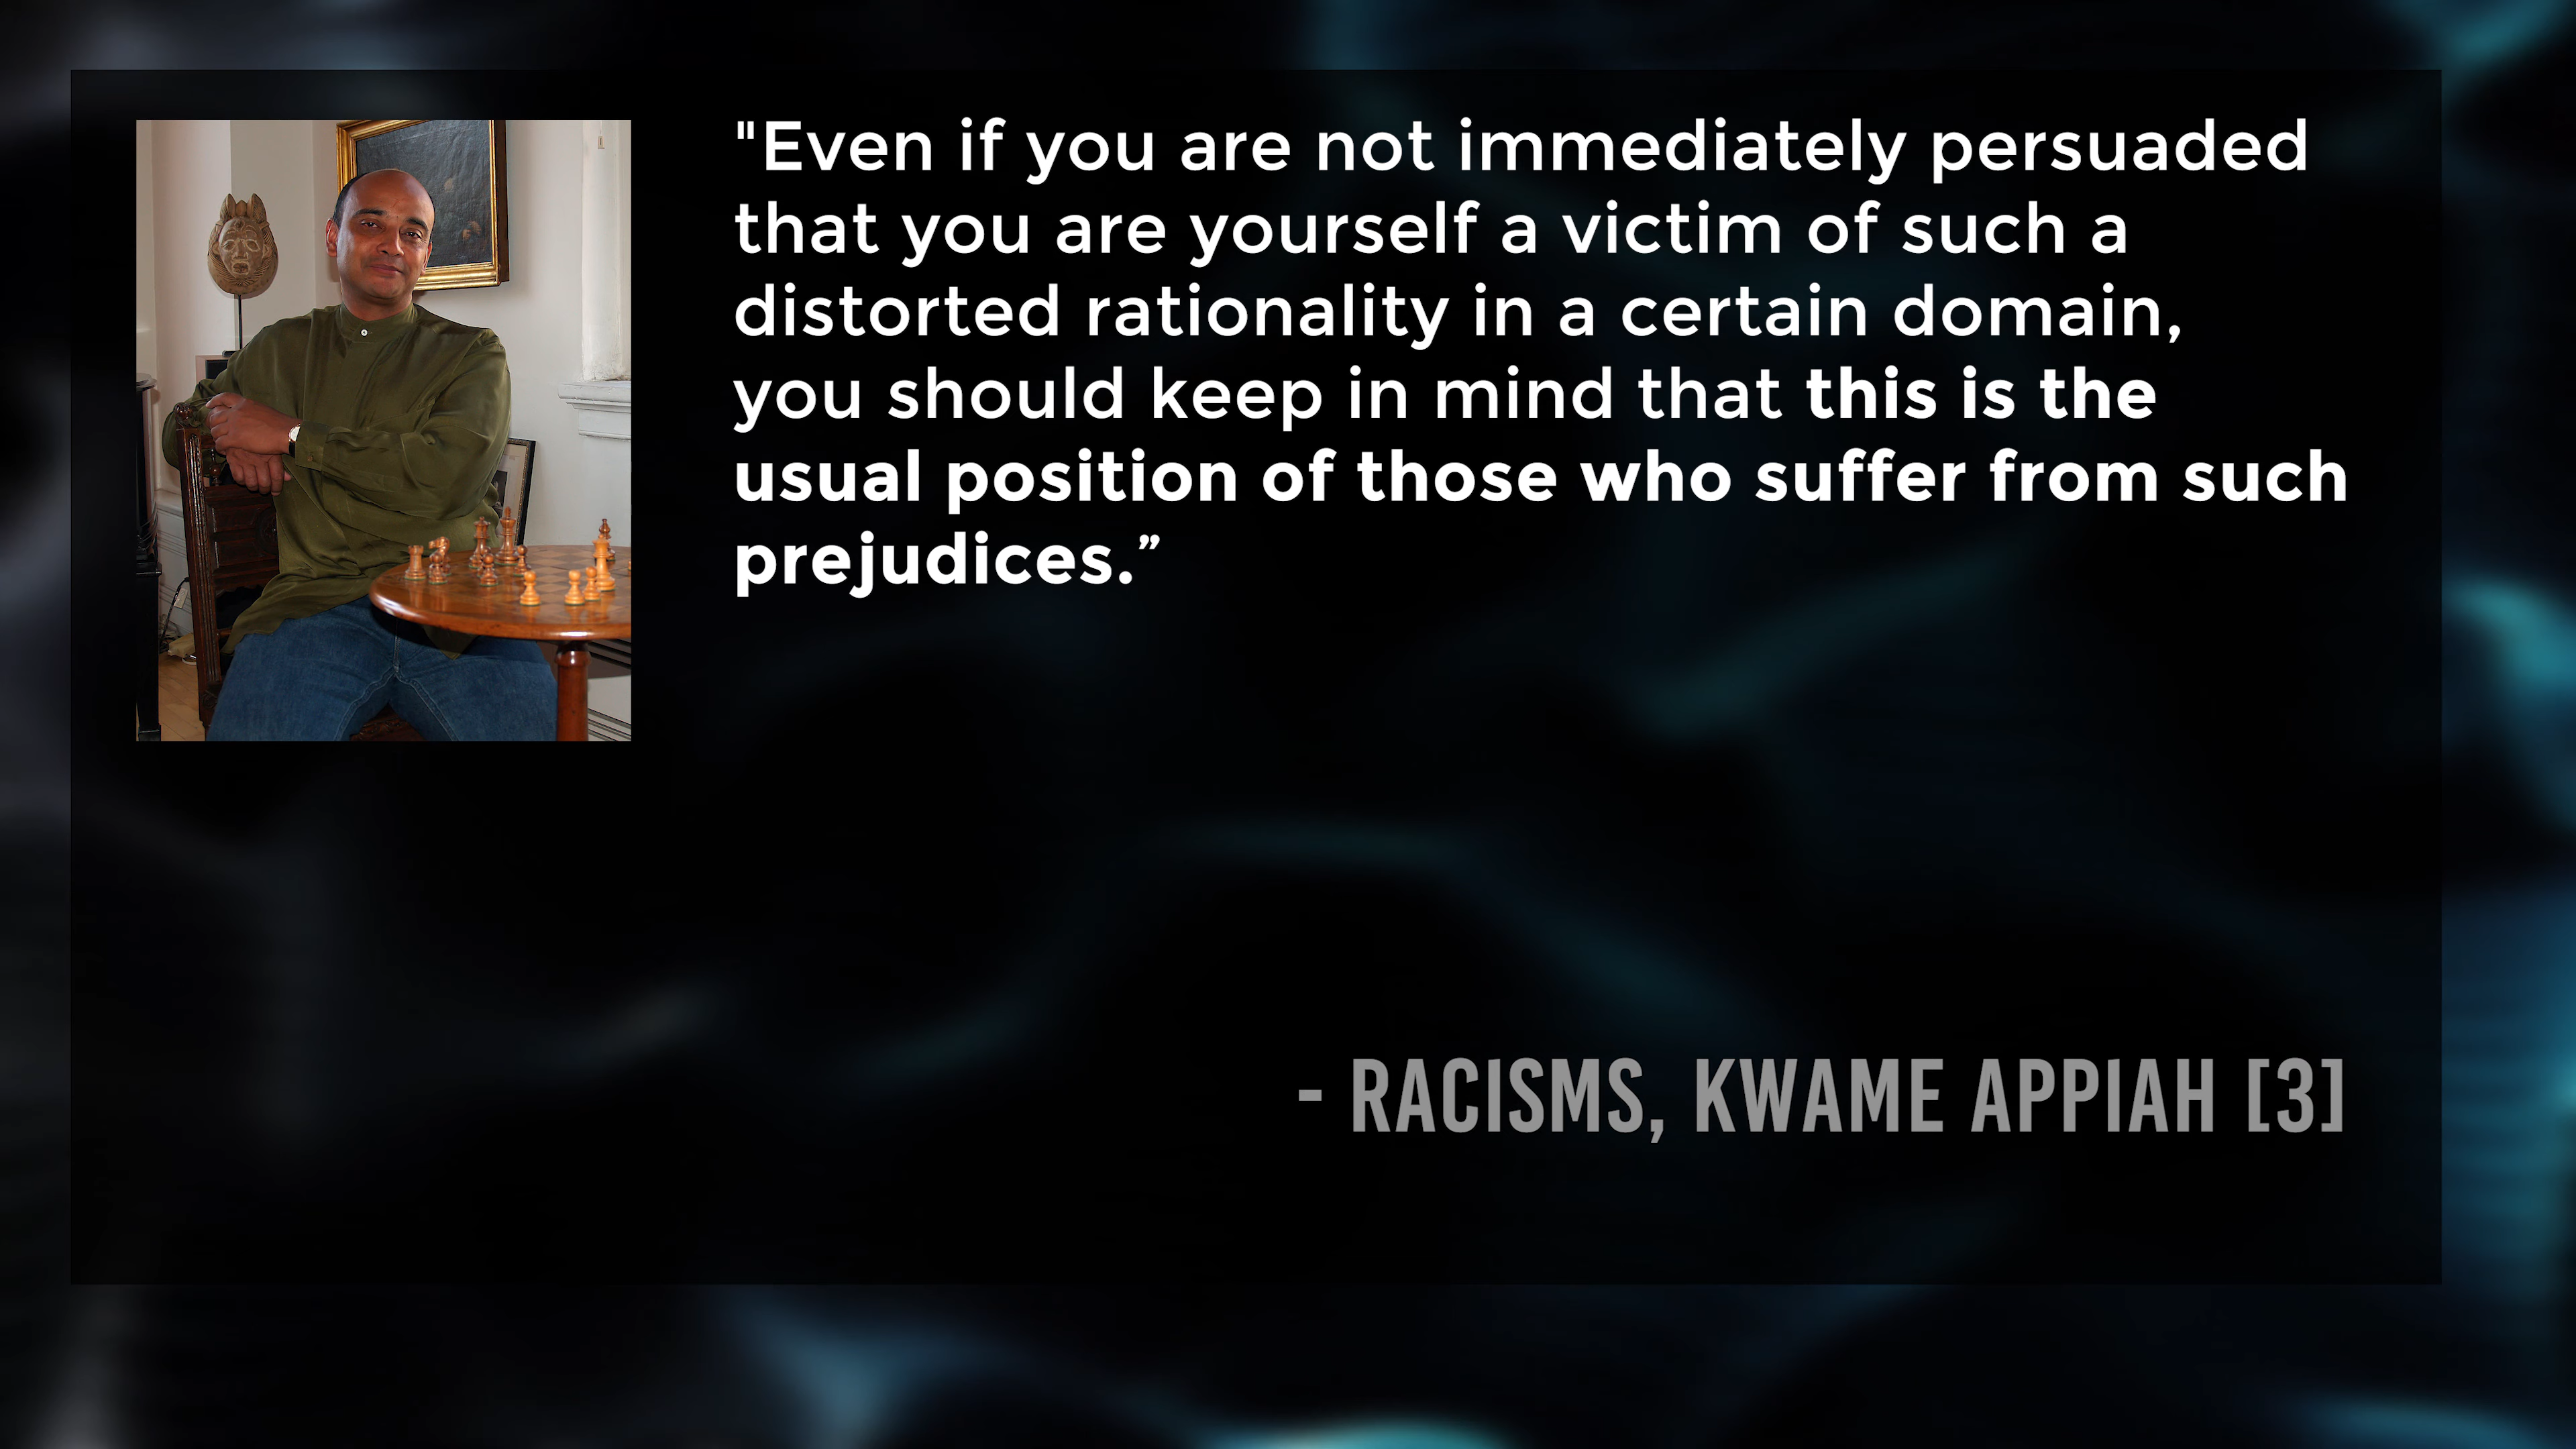 "Even if you are not immediately persuaded
that you are yourself a victim of such a
distorted rationality in a certain domain,
you should keep in mind that this is the
usual position of those who suffer from such
prejudices.”
- RACISMS, KWAME APPIAH [3]